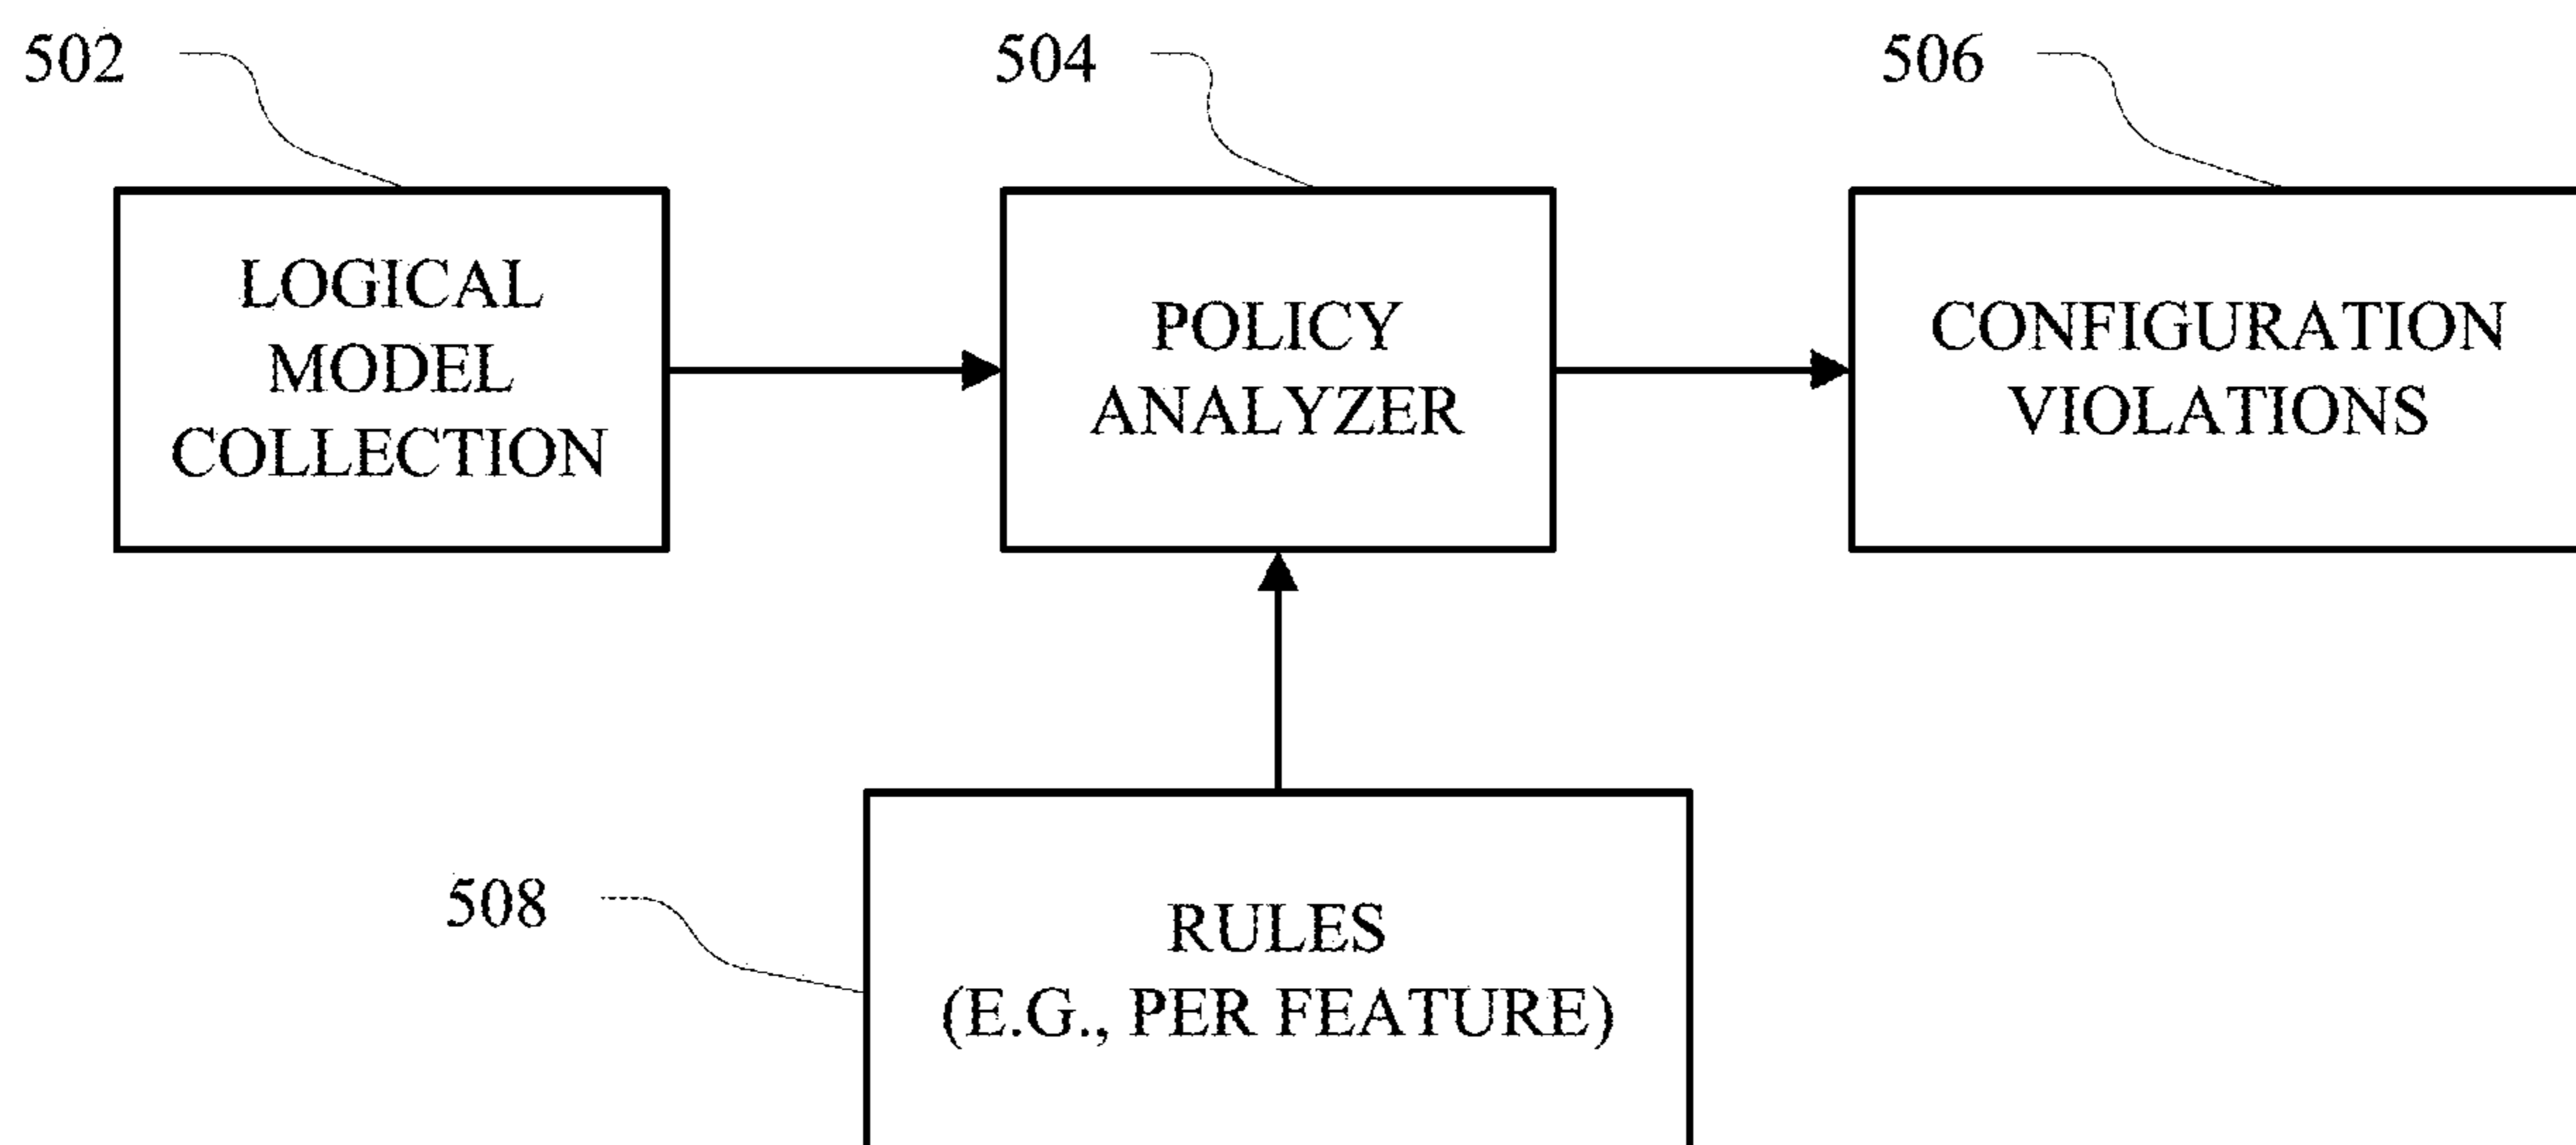 502
504
506
LOGICAL
MODEL
COLLECTION
POLICY
ANALYZER
CONFIGURATION
VIOLATIONS
508
RULES
(E.G., PER FEATURE)